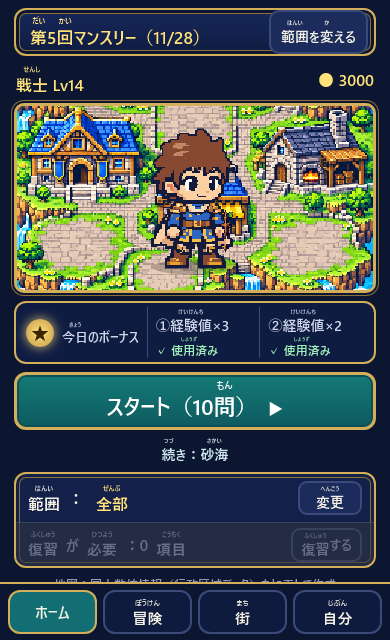 第5回マンスリー（11/28）
範囲を変える
戦士 Lv14
3000
今日のボーナス
①経験値×3
✓ 使用済み
②経験値×2
✓ 使用済み
スタート（10問） ▶
続き：砂海
範囲 ： 全部
変更
復習 が 必要 ：0 項目
復習する
ホーム
冒険
街
自分